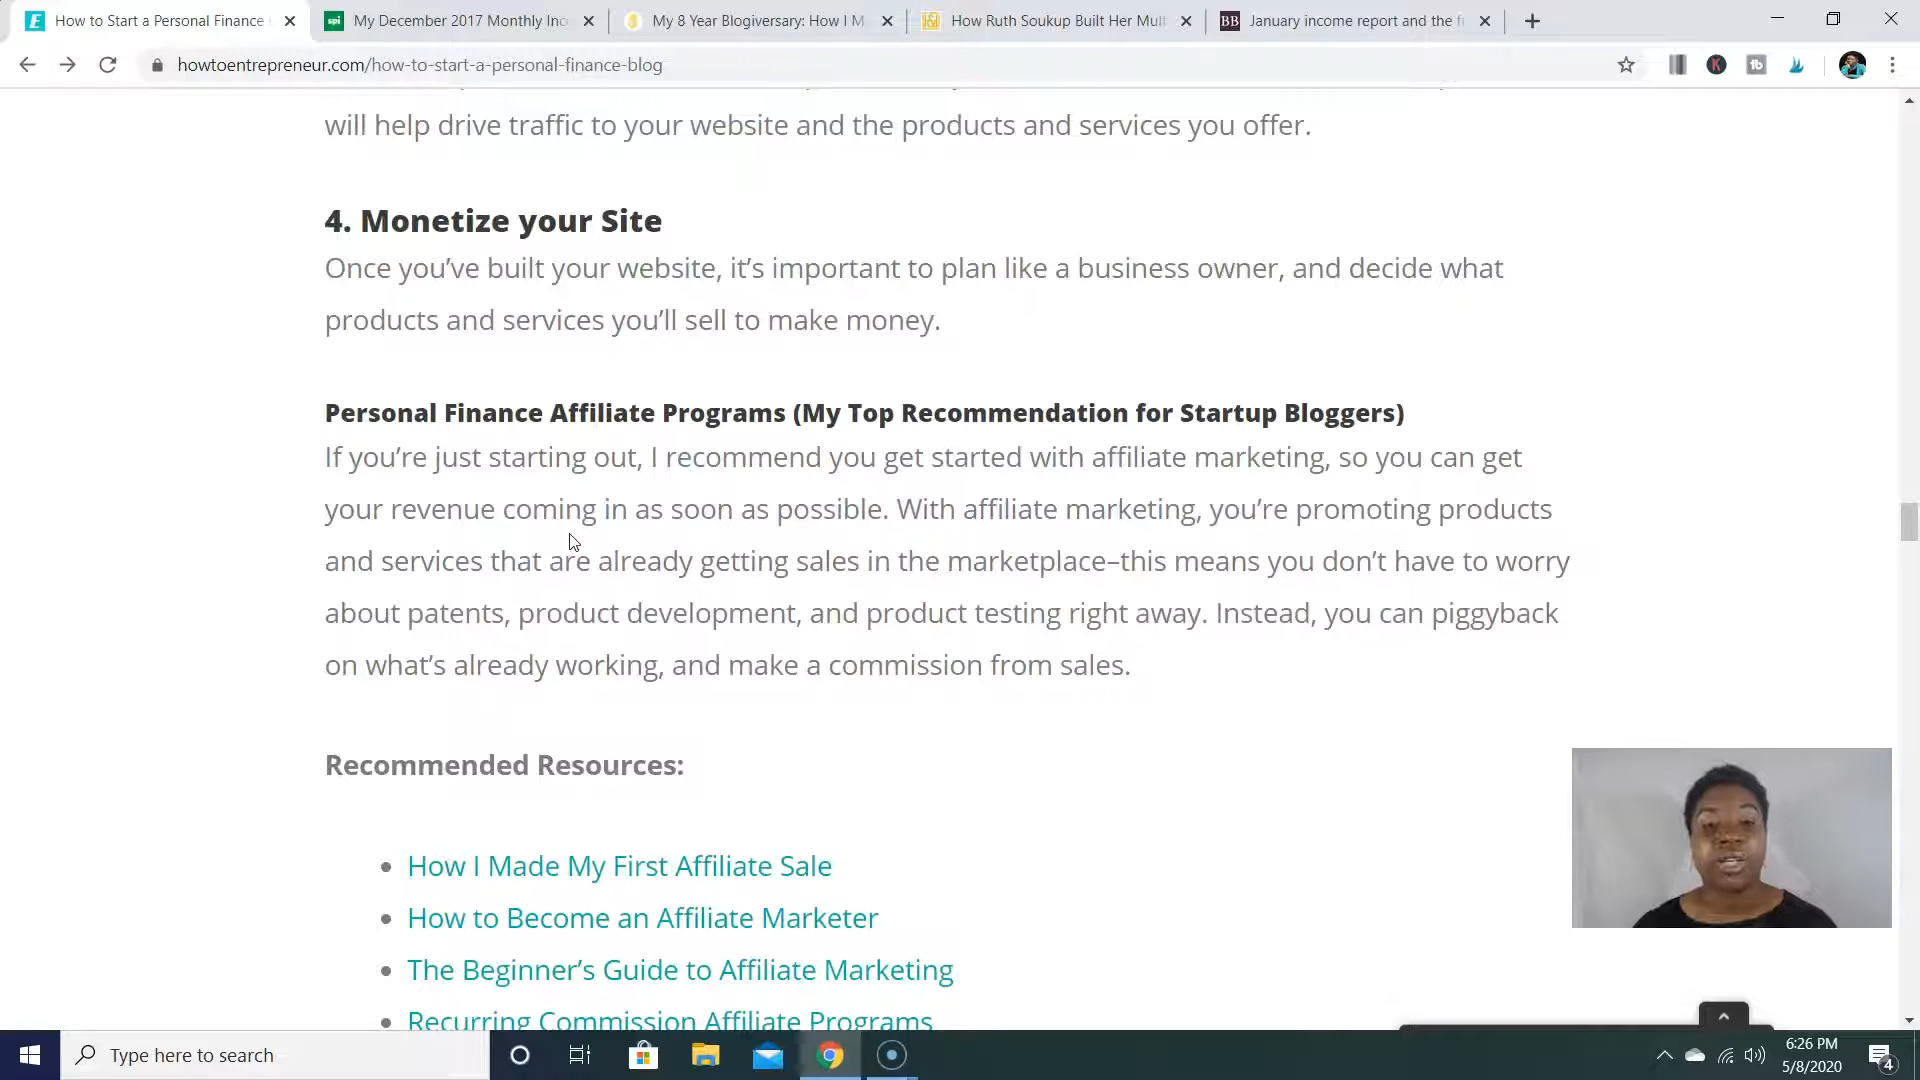 How to Start a Personal Finance
My December 2017 Monthly Inc
My 8 Year Blogiversary: How I M
How Ruth Soukup Built Her Mult
BB
January income report and the f
howtoentrepreneur.com/how-to-start-a-personal-finance-blog
will help drive traffic to your website and the products and services you offer.
4. Monetize your Site
Once you’ve built your website, it’s important to plan like a business owner, and decide what
products and services you’ll sell to make money.
Personal Finance Affiliate Programs (My Top Recommendation for Startup Bloggers)
If you’re just starting out, I recommend you get started with affiliate marketing, so you can get
your revenue coming in as soon as possible. With affiliate marketing, you’re promoting products
and services that are already getting sales in the marketplace–this means you don’t have to worry
about patents, product development, and product testing right away. Instead, you can piggyback
on what’s already working, and make a commission from sales.
Recommended Resources:
How I Made My First Affiliate Sale
How to Become an Affiliate Marketer
The Beginner’s Guide to Affiliate Marketing
Recurring Commission Affiliate Programs
Type here to search
6:26 PM
5/8/2020
4